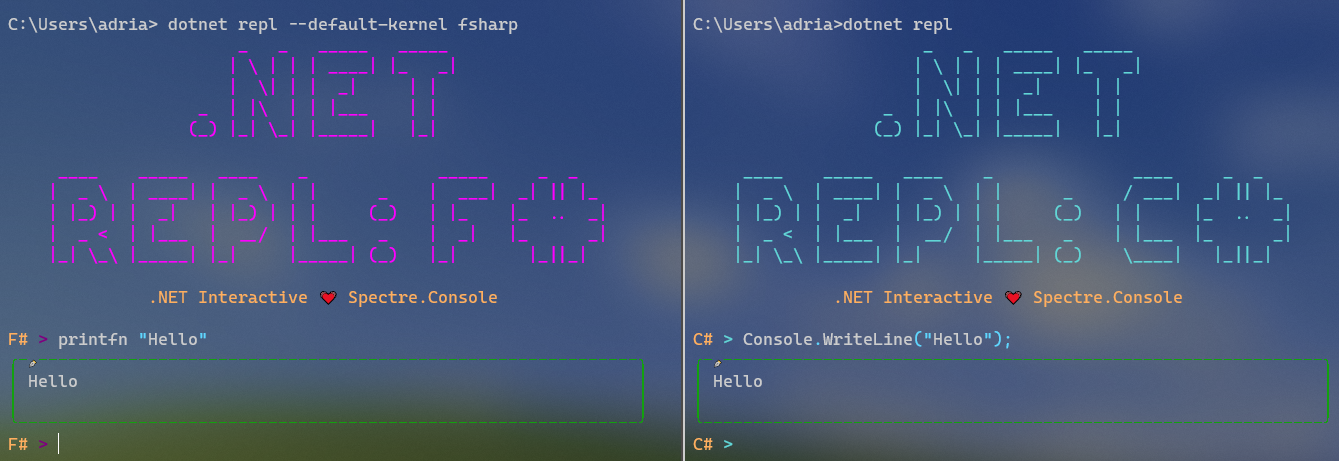 C:\Users\adria> dotnet repl --default-kernel fsharp
.NET
REPL: F#
.NET Interactive ❤ Spectre.Console
F# > printfn "Hello"
Hello
F# >
C:\Users\adria>dotnet repl
.NET
REPL: C#
.NET Interactive ❤ Spectre.Console
C# > Console.WriteLine("Hello");
Hello
C# >